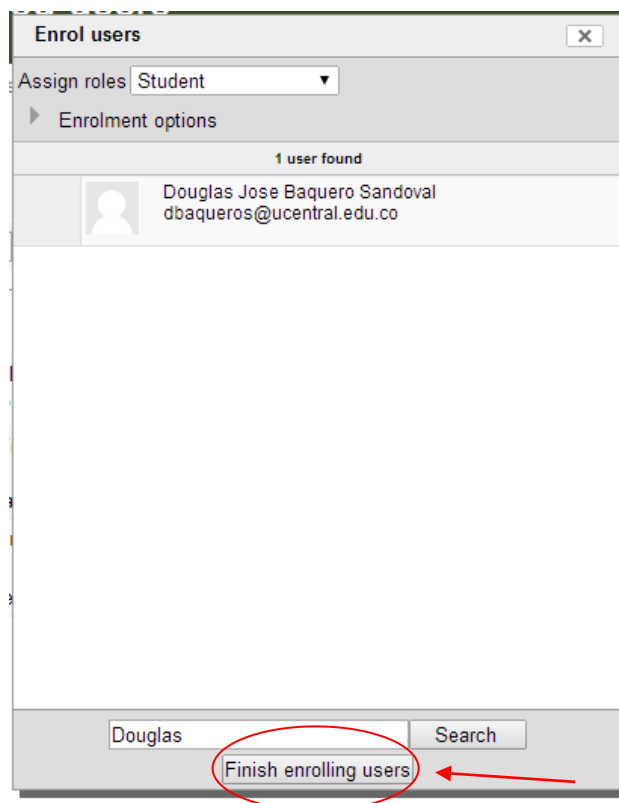 Enrol users
Assign roles Student
Enrolment options
1 user found
Douglas Jose Baquero Sandoval
dbaqueros@ucentral.edu.co
Douglas Search
Finish enrolling users